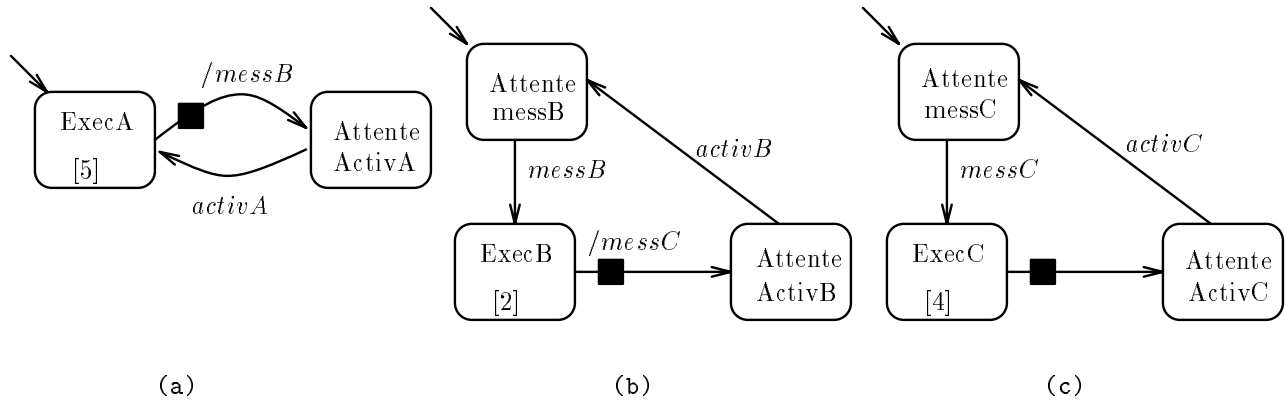 /messB
ExecA
[5]
Attente
ActivA
activA
(a)
Attente
messB
messB
activB
ExecB
[2]
/messC
Attente
ActivB
(b)
Attente
messC
messC
activC
ExecC
[4]
Attente
ActivC
(c)